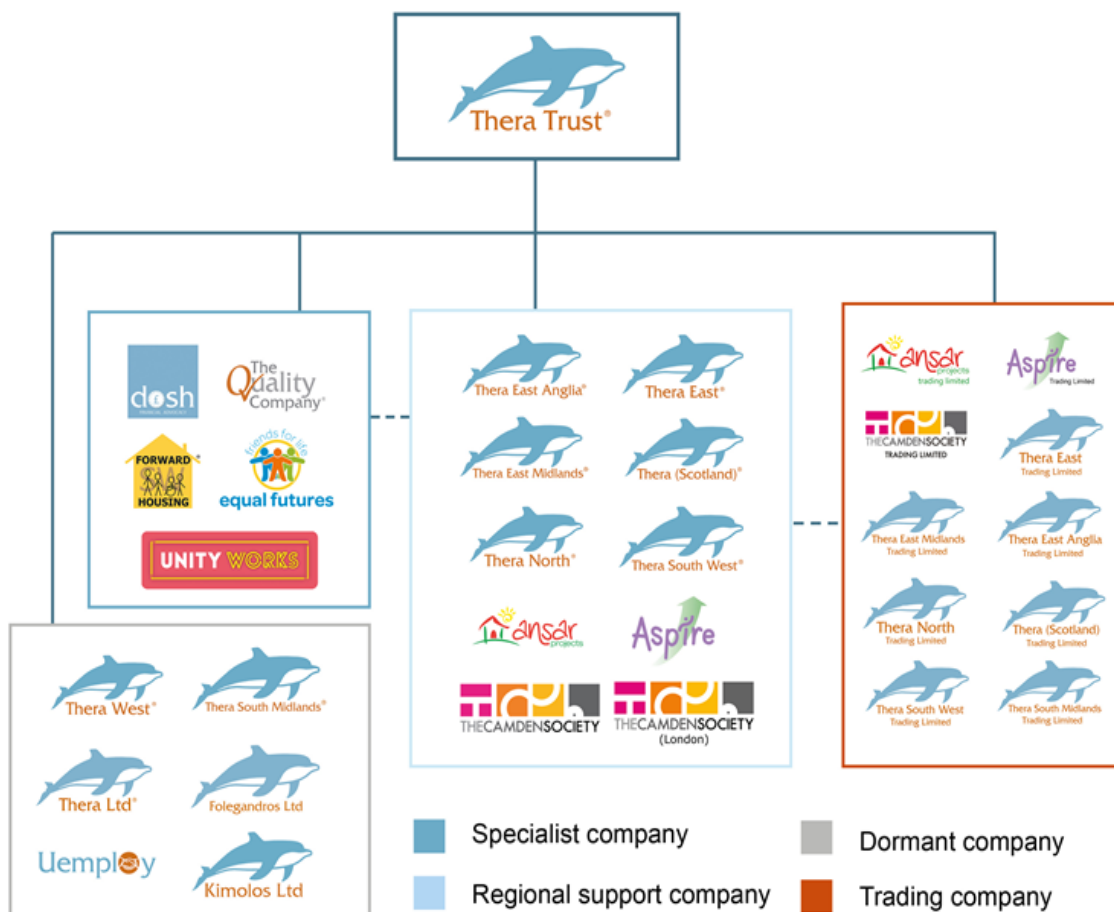 Thera Trust®
dosh
The
Quality
Company®
FORWARD ®
HOUSING
friends for life
equal futures
UNITY WORKS
Thera East Anglia®
Thera East®
Thera East Midlands®
Thera (Scotland)®
Thera North®
Thera South West®
ansar
projects
Aspire
THECAMDENSOCIETY
THECAMDENSOCIETY
(London)
ansar
projects
trading limited
Aspire
Trading Limited
THECAMDENSOCIETY
TRADING LIMITED
Thera East
Trading Limited
Thera East Midlands
Trading Limited
Thera East Anglia
Trading Limited
Thera North
Trading Limited
Thera (Scotland)
Trading Limited
Thera South West
Trading Limited
Thera South Midlands
Trading Limited
Thera West®
Thera South Midlands®
Thera Ltd®
Folegandros Ltd
Uemploy
Kimolos Ltd
Specialist company
Dormant company
Regional support company
Trading company